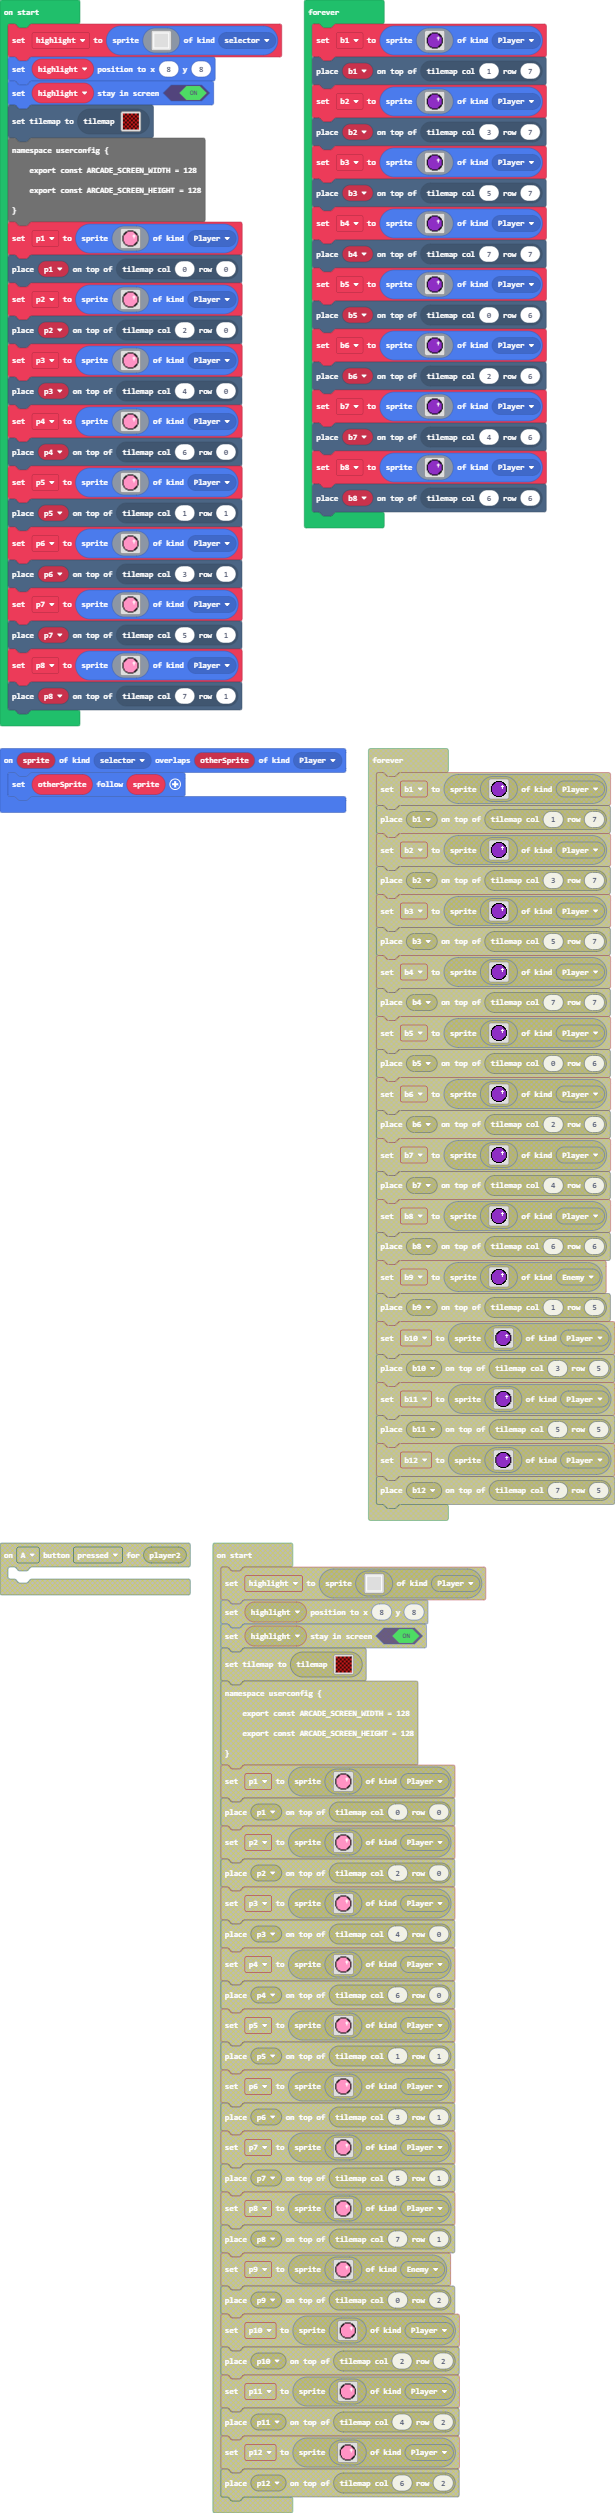 on start
set highlight to sprite of kind selector
set highlight position to x 8 y 8
set highlight stay in screen ON
set tilemap to tilemap
namespace userconfig {
export const ARCADE_SCREEN_WIDTH = 128
export const ARCADE_SCREEN_HEIGHT = 128
}
set p1 to sprite of kind Player
place p1 on top of tilemap col 0 row 0
set p2 to sprite of kind Player
place p2 on top of tilemap col 2 row 0
set p3 to sprite of kind Player
place p3 on top of tilemap col 4 row 0
set p4 to sprite of kind Player
place p4 on top of tilemap col 6 row 0
set p5 to sprite of kind Player
place p5 on top of tilemap col 1 row 1
set p6 to sprite of kind Player
place p6 on top of tilemap col 3 row 1
set p7 to sprite of kind Player
place p7 on top of tilemap col 5 row 1
set p8 to sprite of kind Player
place p8 on top of tilemap col 7 row 1
forever
set b1 to sprite of kind Player
place b1 on top of tilemap col 1 row 7
set b2 to sprite of kind Player
place b2 on top of tilemap col 3 row 7
set b3 to sprite of kind Player
place b3 on top of tilemap col 5 row 7
set b4 to sprite of kind Player
place b4 on top of tilemap col 7 row 7
set b5 to sprite of kind Player
place b5 on top of tilemap col 0 row 6
set b6 to sprite of kind Player
place b6 on top of tilemap col 2 row 6
set b7 to sprite of kind Player
place b7 on top of tilemap col 4 row 6
set b8 to sprite of kind Player
place b8 on top of tilemap col 6 row 6
on sprite of kind selector overlaps otherSprite of kind Player
set otherSprite follow sprite
forever
set b1 to sprite of kind Player
place b1 on top of tilemap col 1 row 7
set b2 to sprite of kind Player
place b2 on top of tilemap col 3 row 7
set b3 to sprite of kind Player
place b3 on top of tilemap col 5 row 7
set b4 to sprite of kind Player
place b4 on top of tilemap col 7 row 7
set b5 to sprite of kind Player
place b5 on top of tilemap col 0 row 6
set b6 to sprite of kind Player
place b6 on top of tilemap col 2 row 6
set b7 to sprite of kind Player
place b7 on top of tilemap col 4 row 6
set b8 to sprite of kind Player
place b8 on top of tilemap col 6 row 6
set b9 to sprite of kind Enemy
place b9 on top of tilemap col 1 row 5
set b10 to sprite of kind Player
place b10 on top of tilemap col 3 row 5
set b11 to sprite of kind Player
place b11 on top of tilemap col 5 row 5
set b12 to sprite of kind Player
place b12 on top of tilemap col 7 row 5
on A button pressed for player2
on start
set highlight to sprite of kind Player
set highlight position to x 8 y 8
set highlight stay in screen ON
set tilemap to tilemap
namespace userconfig {
export const ARCADE_SCREEN_WIDTH = 128
export const ARCADE_SCREEN_HEIGHT = 128
}
set p1 to sprite of kind Player
place p1 on top of tilemap col 0 row 0
set p2 to sprite of kind Player
place p2 on top of tilemap col 2 row 0
set p3 to sprite of kind Player
place p3 on top of tilemap col 4 row 0
set p4 to sprite of kind Player
place p4 on top of tilemap col 6 row 0
set p5 to sprite of kind Player
place p5 on top of tilemap col 1 row 1
set p6 to sprite of kind Player
place p6 on top of tilemap col 3 row 1
set p7 to sprite of kind Player
place p7 on top of tilemap col 5 row 1
set p8 to sprite of kind Player
place p8 on top of tilemap col 7 row 1
set p9 to sprite of kind Enemy
place p9 on top of tilemap col 0 row 2
set p10 to sprite of kind Player
place p10 on top of tilemap col 2 row 2
set p11 to sprite of kind Player
place p11 on top of tilemap col 4 row 2
set p12 to sprite of kind Player
place p12 on top of tilemap col 6 row 2